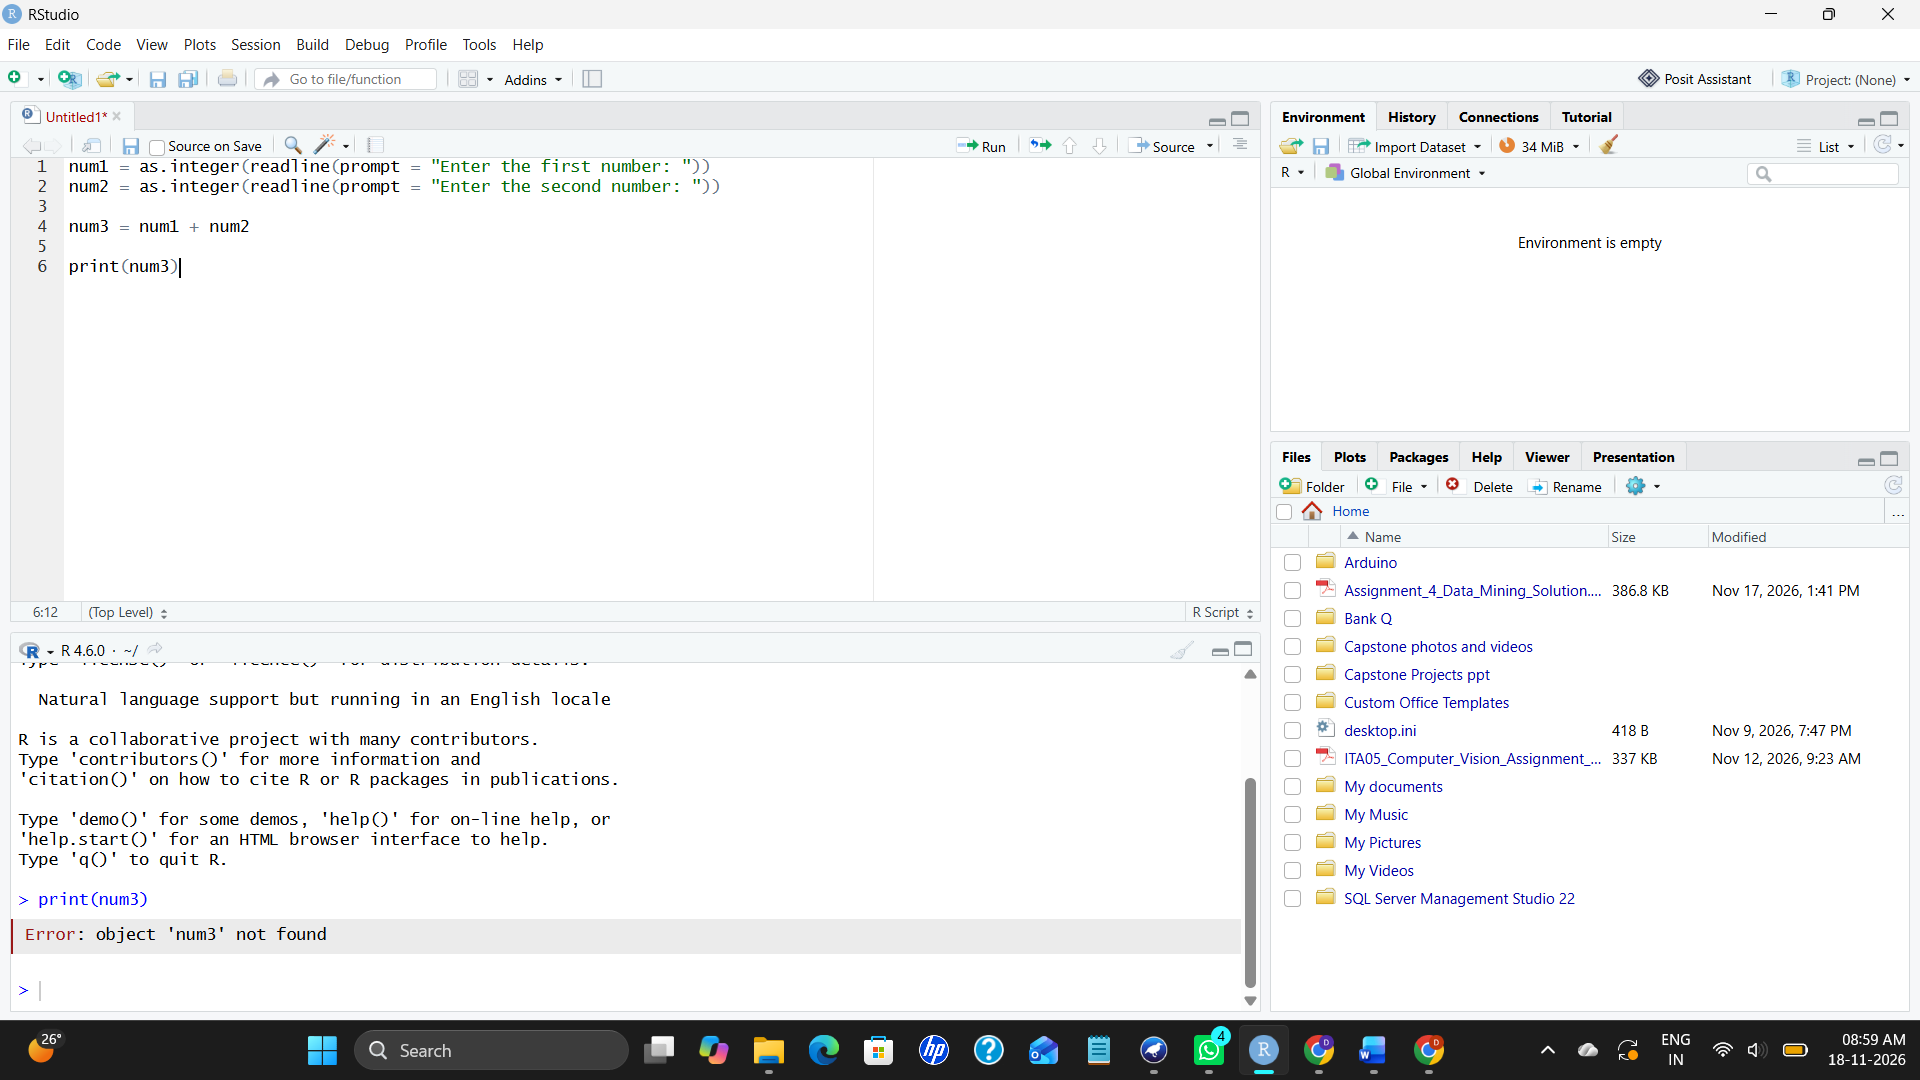 RStudio
File Edit Code View Plots Session Build Debug Profile Tools Help
Go to file/function Addins Posit Assistant Project: (None)
Untitled1*
Source on Save Run Source
1 num1 = as.integer(readline(prompt = "Enter the first number: "))
2 num2 = as.integer(readline(prompt = "Enter the second number: "))
3
4 num3 = num1 + num2
5
6 print(num3)
6:12 (Top Level) R Script
R 4.6.0 · ~/
Natural language support but running in an English locale
R is a collaborative project with many contributors.
Type 'contributors()' for more information and
'citation()' on how to cite R or R packages in publications.
Type 'demo()' for some demos, 'help()' for on-line help, or
'help.start()' for an HTML browser interface to help.
Type 'q()' to quit R.
> print(num3)
Error: object 'num3' not found
>
Environment History Connections Tutorial
Import Dataset 34 MiB List
R Global Environment
Environment is empty
Files Plots Packages Help Viewer Presentation
Folder File Delete Rename
Home ...
Name Size Modified
Arduino
Assignment_4_Data_Mining_Solution.... 386.8 KB Nov 17, 2026, 1:41 PM
Bank Q
Capstone photos and videos
Capstone Projects ppt
Custom Office Templates
desktop.ini 418 B Nov 9, 2026, 7:47 PM
ITA05_Computer_Vision_Assignment_... 337 KB Nov 12, 2026, 9:23 AM
My documents
My Music
My Pictures
My Videos
SQL Server Management Studio 22
26°
Search
4
ENG
IN
08:59 AM
18-11-2026